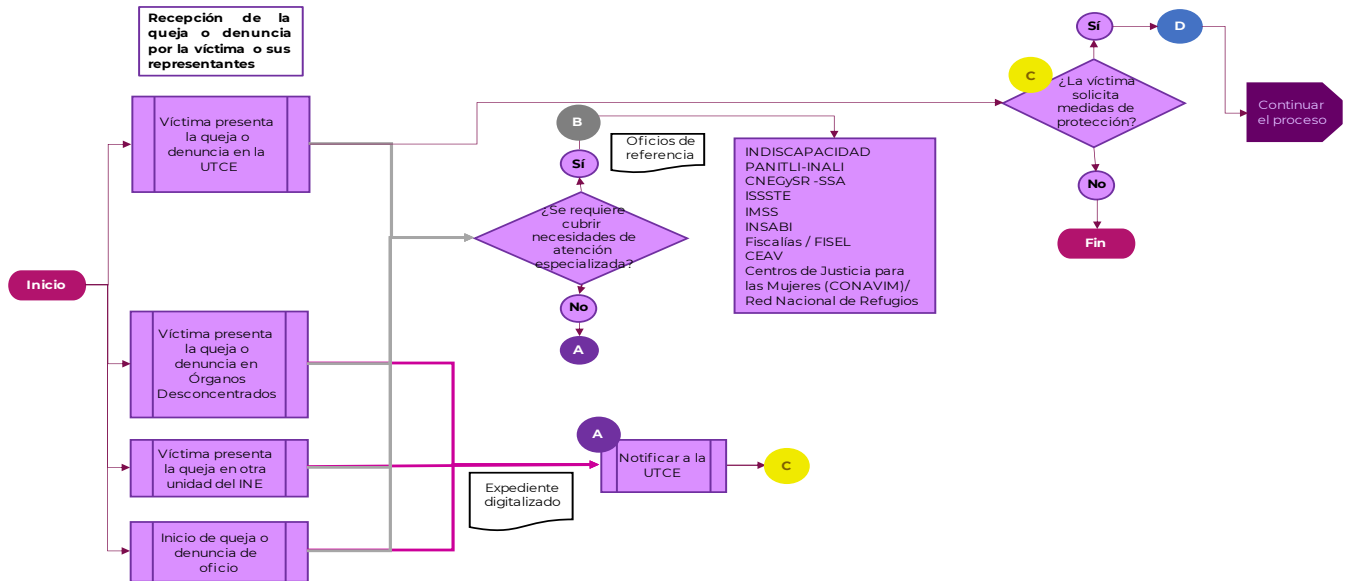 Recepción de la
queja o denuncia
por la víctima o sus
representantes
Inicio
Víctima presenta
la queja o
denuncia en la
UTCE
Víctima presenta
la queja o
denuncia en
Órganos
Desconcentrados
Víctima presenta
la queja en otra
unidad del INE
Inicio de queja o
denuncia de
oficio
B
Sí
Oficios de
referencia
¿Se requiere
cubrir
necesidades de
atención
especializada?
No
A
INDISCAPACIDAD
PANITLI-INALI
CNEGySR -SSA
ISSSTE
IMSS
INSABI
Fiscalías / FISEL
CEAV
Centros de Justicia para
las Mujeres (CONAVIM)/
Red Nacional de Refugios
A
Notificar a la
UTCE
C
Expediente
digitalizado
Sí
D
C
¿La víctima
solicita
medidas de
protección?
No
Fin
Continuar
el proceso